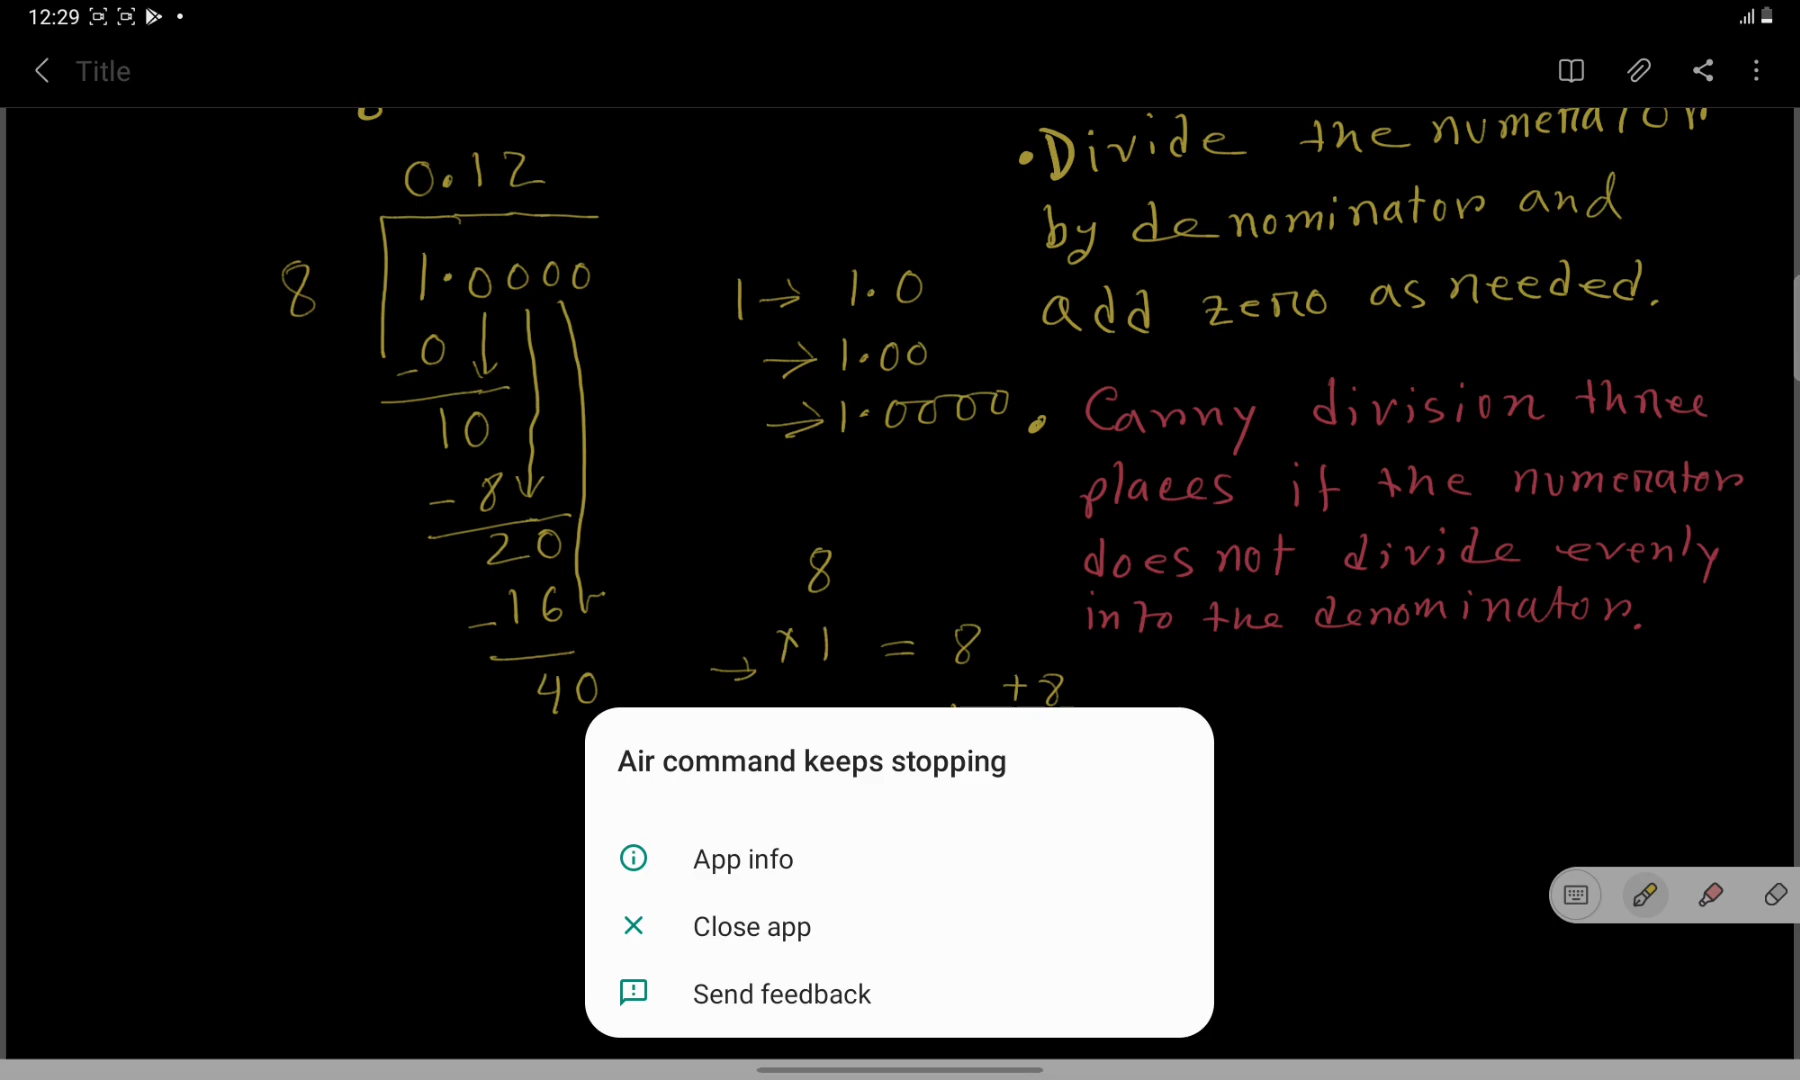 12:29
Title
0.12
8 1.0000
-0
10
-8
20
-16
40
1 → 1.0
→ 1.00
→ 1.0000
8
→ ×1 = 8
+8
•Divide the numerator
by denominator and
add zero as needed.
• Carry division three
places if the numerator
does not divide evenly
into the denominator.
Air command keeps stopping
App info
Close app
Send feedback